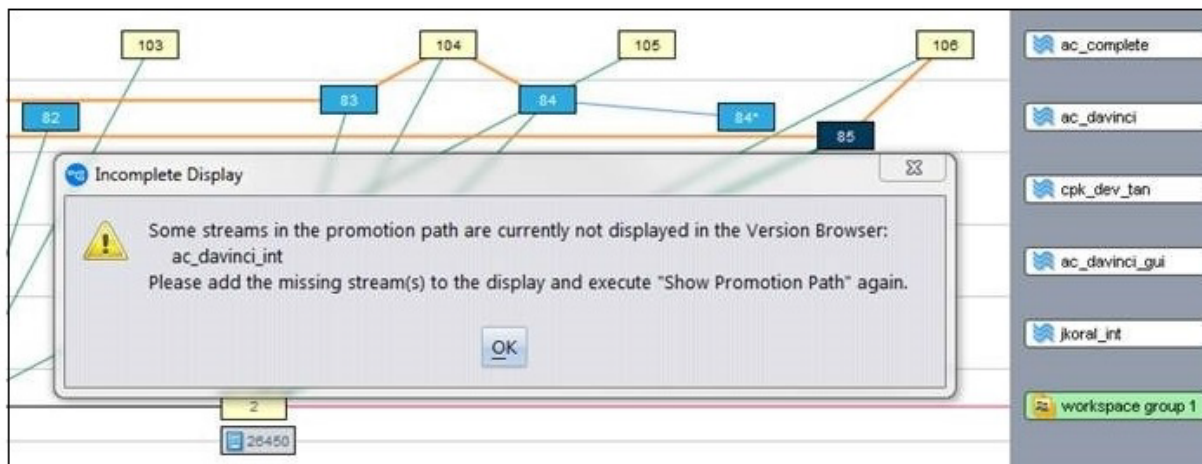 103
104
105
106
ac_complete
83
84
82
84*
ac_davinci
85
Incomplete Display
Some streams in the promotion path are currently not displayed in the Version Browser:
ac_davinci_int
Please add the missing stream(s) to the display and execute "Show Promotion Path" again.
OK
cpk_dev_tan
ac_davinci_gui
jkoral_int
2
workspace group 1
26450